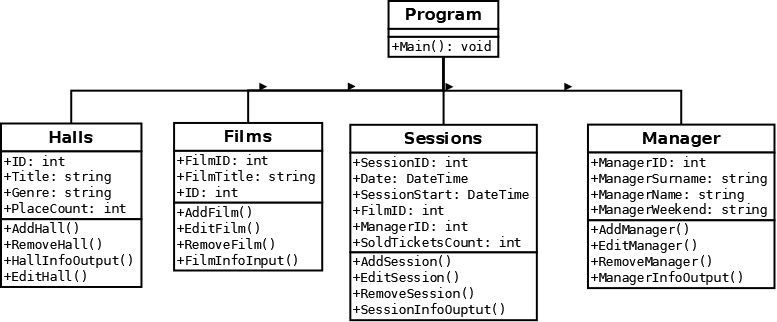 Program
+Main(): void
Halls
+ID: int
+Title: string
+Genre: string
+PlaceCount: int
+AddHall()
+RemoveHall()
+HallInfoOutput()
+EditHall()
Films
+FilmID: int
+FilmTitle: string
+ID: int
+AddFilm()
+EditFilm()
+RemoveFilm()
+FilmInfoInput()
Sessions
+SessionID: int
+Date: DateTime
+SessionStart: DateTime
+FilmID: int
+ManagerID: int
+SoldTicketsCount: int
+AddSession()
+EditSession()
+RemoveSession()
+SessionInfoOuptut()
Manager
+ManagerID: int
+ManagerSurname: string
+ManagerName: string
+ManagerWeekend: string
+AddManager()
+EditManager()
+RemoveManager()
+ManagerInfoOutput()